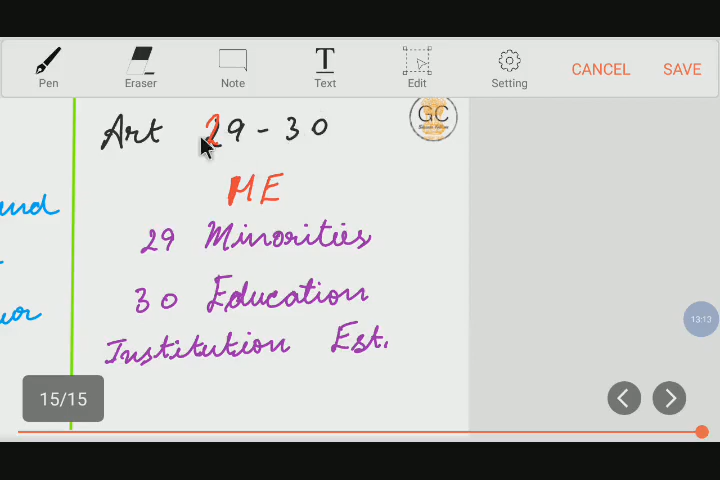 Pen
Eraser
Note
Text
Edit
Setting
CANCEL
SAVE
Art 29-30
GC
ME
29 Minorities
30 Education
Institution Est.
13:13
15/15